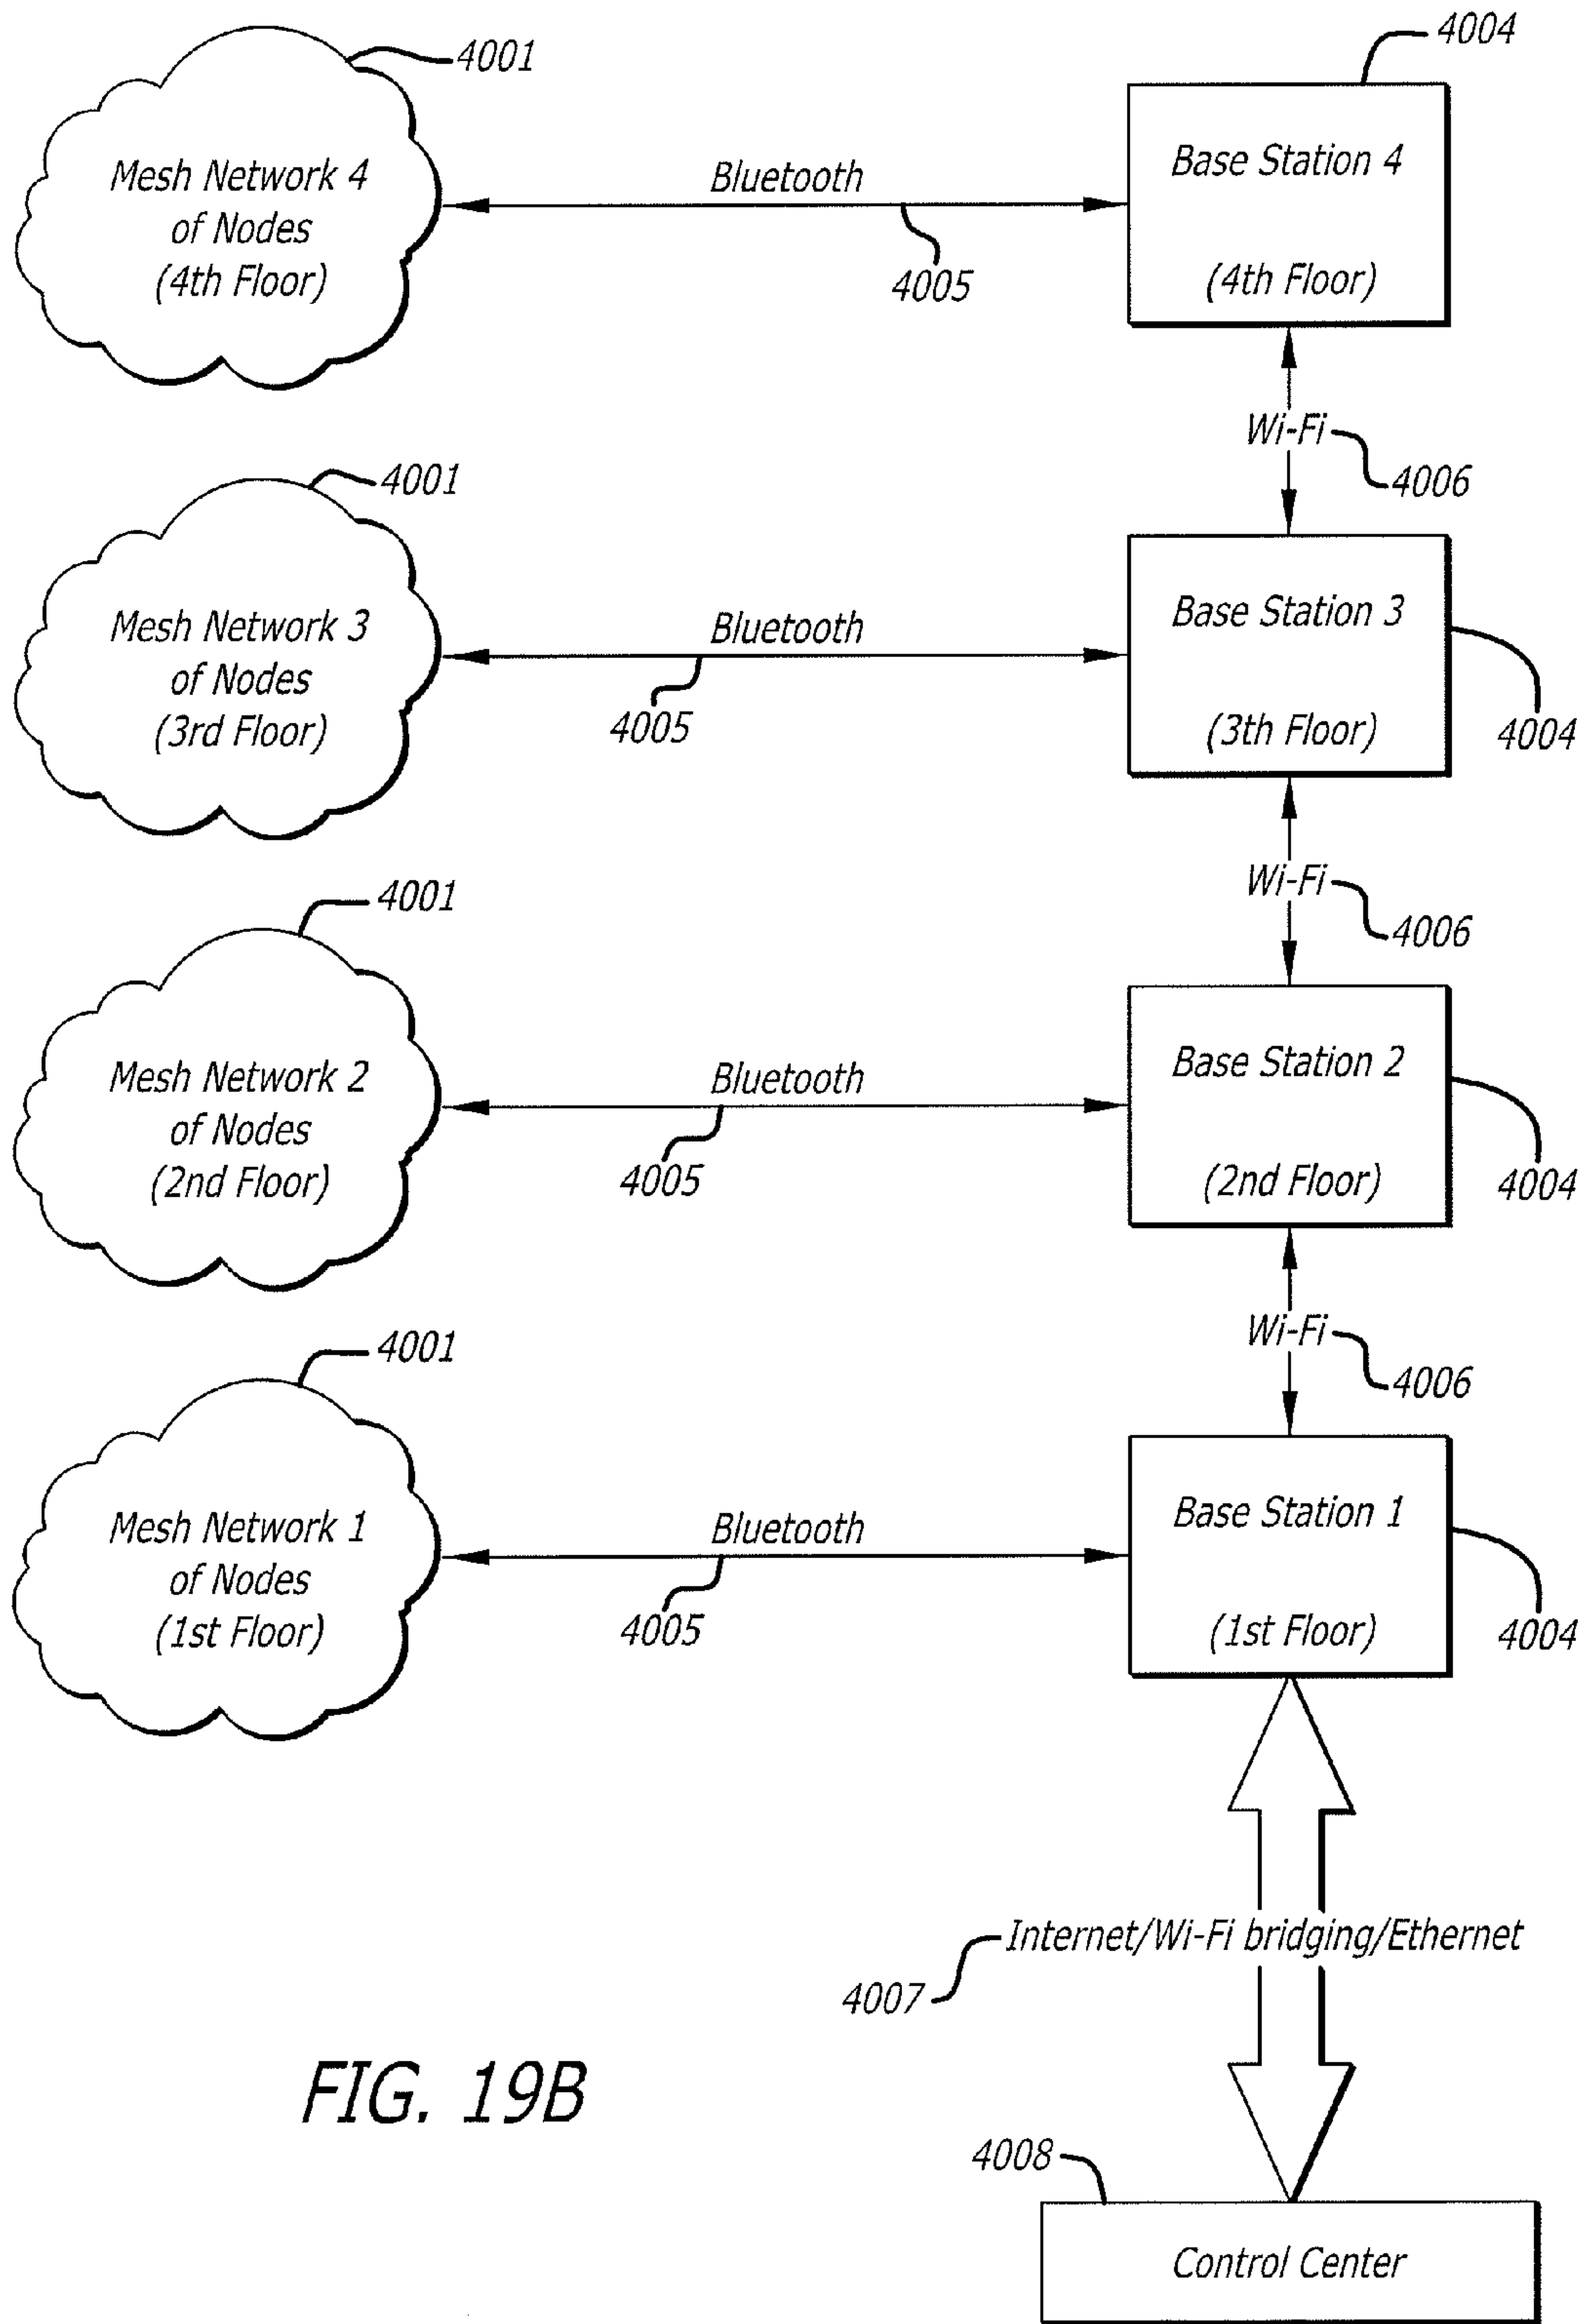 4001
4004
Mesh Network 4
of Nodes
(4th Floor)
Bluetooth
4005
Base Station 4
(4th Floor)
Wi-Fi
4006
4001
Mesh Network 3
of Nodes
(3rd Floor)
Bluetooth
4005
Base Station 3
(3th Floor)
4004
Wi-Fi
4006
4001
Mesh Network 2
of Nodes
(2nd Floor)
Bluetooth
4005
Base Station 2
(2nd Floor)
4004
Wi-Fi
4006
4001
Mesh Network 1
of Nodes
(1st Floor)
Bluetooth
4005
Base Station 1
(1st Floor)
4004
Internet/Wi-Fi bridging/Ethernet
4007
FIG. 19B
4008
Control Center